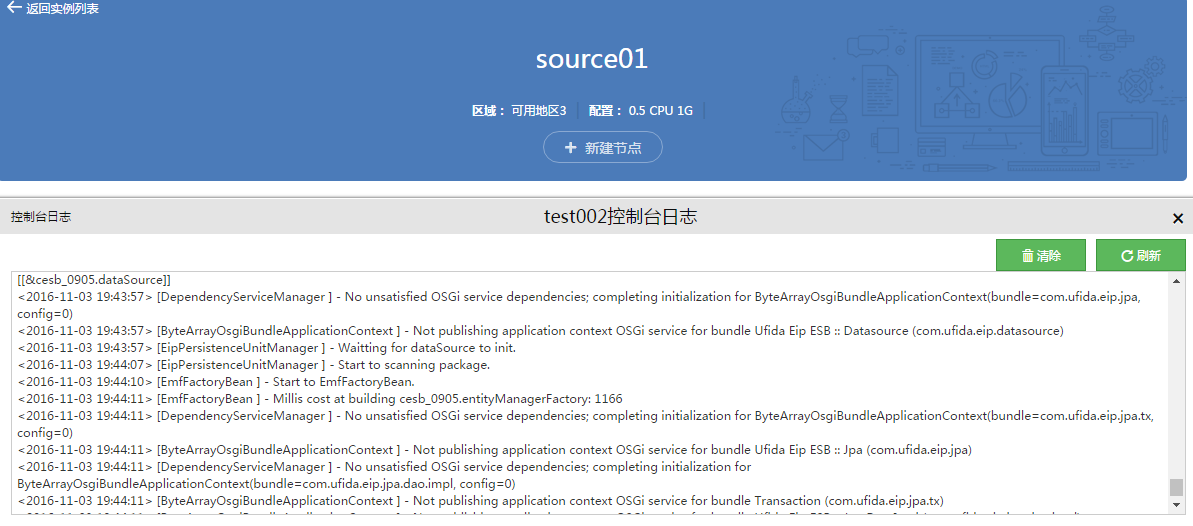 返回实例列表
source01
区域： 可用地区3 配置： 0.5 CPU 1G
新建节点
控制台日志 test002控制台日志
清除 刷新
[[&cesb_0905.dataSource]]
<2016-11-03 19:43:57> [DependencyServiceManager ] - No unsatisfied OSGi service dependencies; completing initialization for ByteArrayOsgiBundleApplicationContext(bundle=com.ufida.eip.jpa,
config=0)
<2016-11-03 19:43:57> [ByteArrayOsgiBundleApplicationContext ] - Not publishing application context OSGi service for bundle Ufida Eip ESB :: Datasource (com.ufida.eip.datasource)
<2016-11-03 19:43:57> [EipPersistenceUnitManager ] - Waitting for dataSource to init.
<2016-11-03 19:44:07> [EipPersistenceUnitManager ] - Start to scanning package.
<2016-11-03 19:44:10> [EmfFactoryBean ] - Start to EmfFactoryBean.
<2016-11-03 19:44:11> [EmfFactoryBean ] - Millis cost at building cesb_0905.entityManagerFactory: 1166
<2016-11-03 19:44:11> [DependencyServiceManager ] - No unsatisfied OSGi service dependencies; completing initialization for ByteArrayOsgiBundleApplicationContext(bundle=com.ufida.eip.jpa.tx,
config=0)
<2016-11-03 19:44:11> [ByteArrayOsgiBundleApplicationContext ] - Not publishing application context OSGi service for bundle Ufida Eip ESB :: Jpa (com.ufida.eip.jpa)
<2016-11-03 19:44:11> [DependencyServiceManager ] - No unsatisfied OSGi service dependencies; completing initialization for
ByteArrayOsgiBundleApplicationContext(bundle=com.ufida.eip.jpa.dao.impl, config=0)
<2016-11-03 19:44:11> [ByteArrayOsgiBundleApplicationContext ] - Not publishing application context OSGi service for bundle Transaction (com.ufida.eip.jpa.tx)